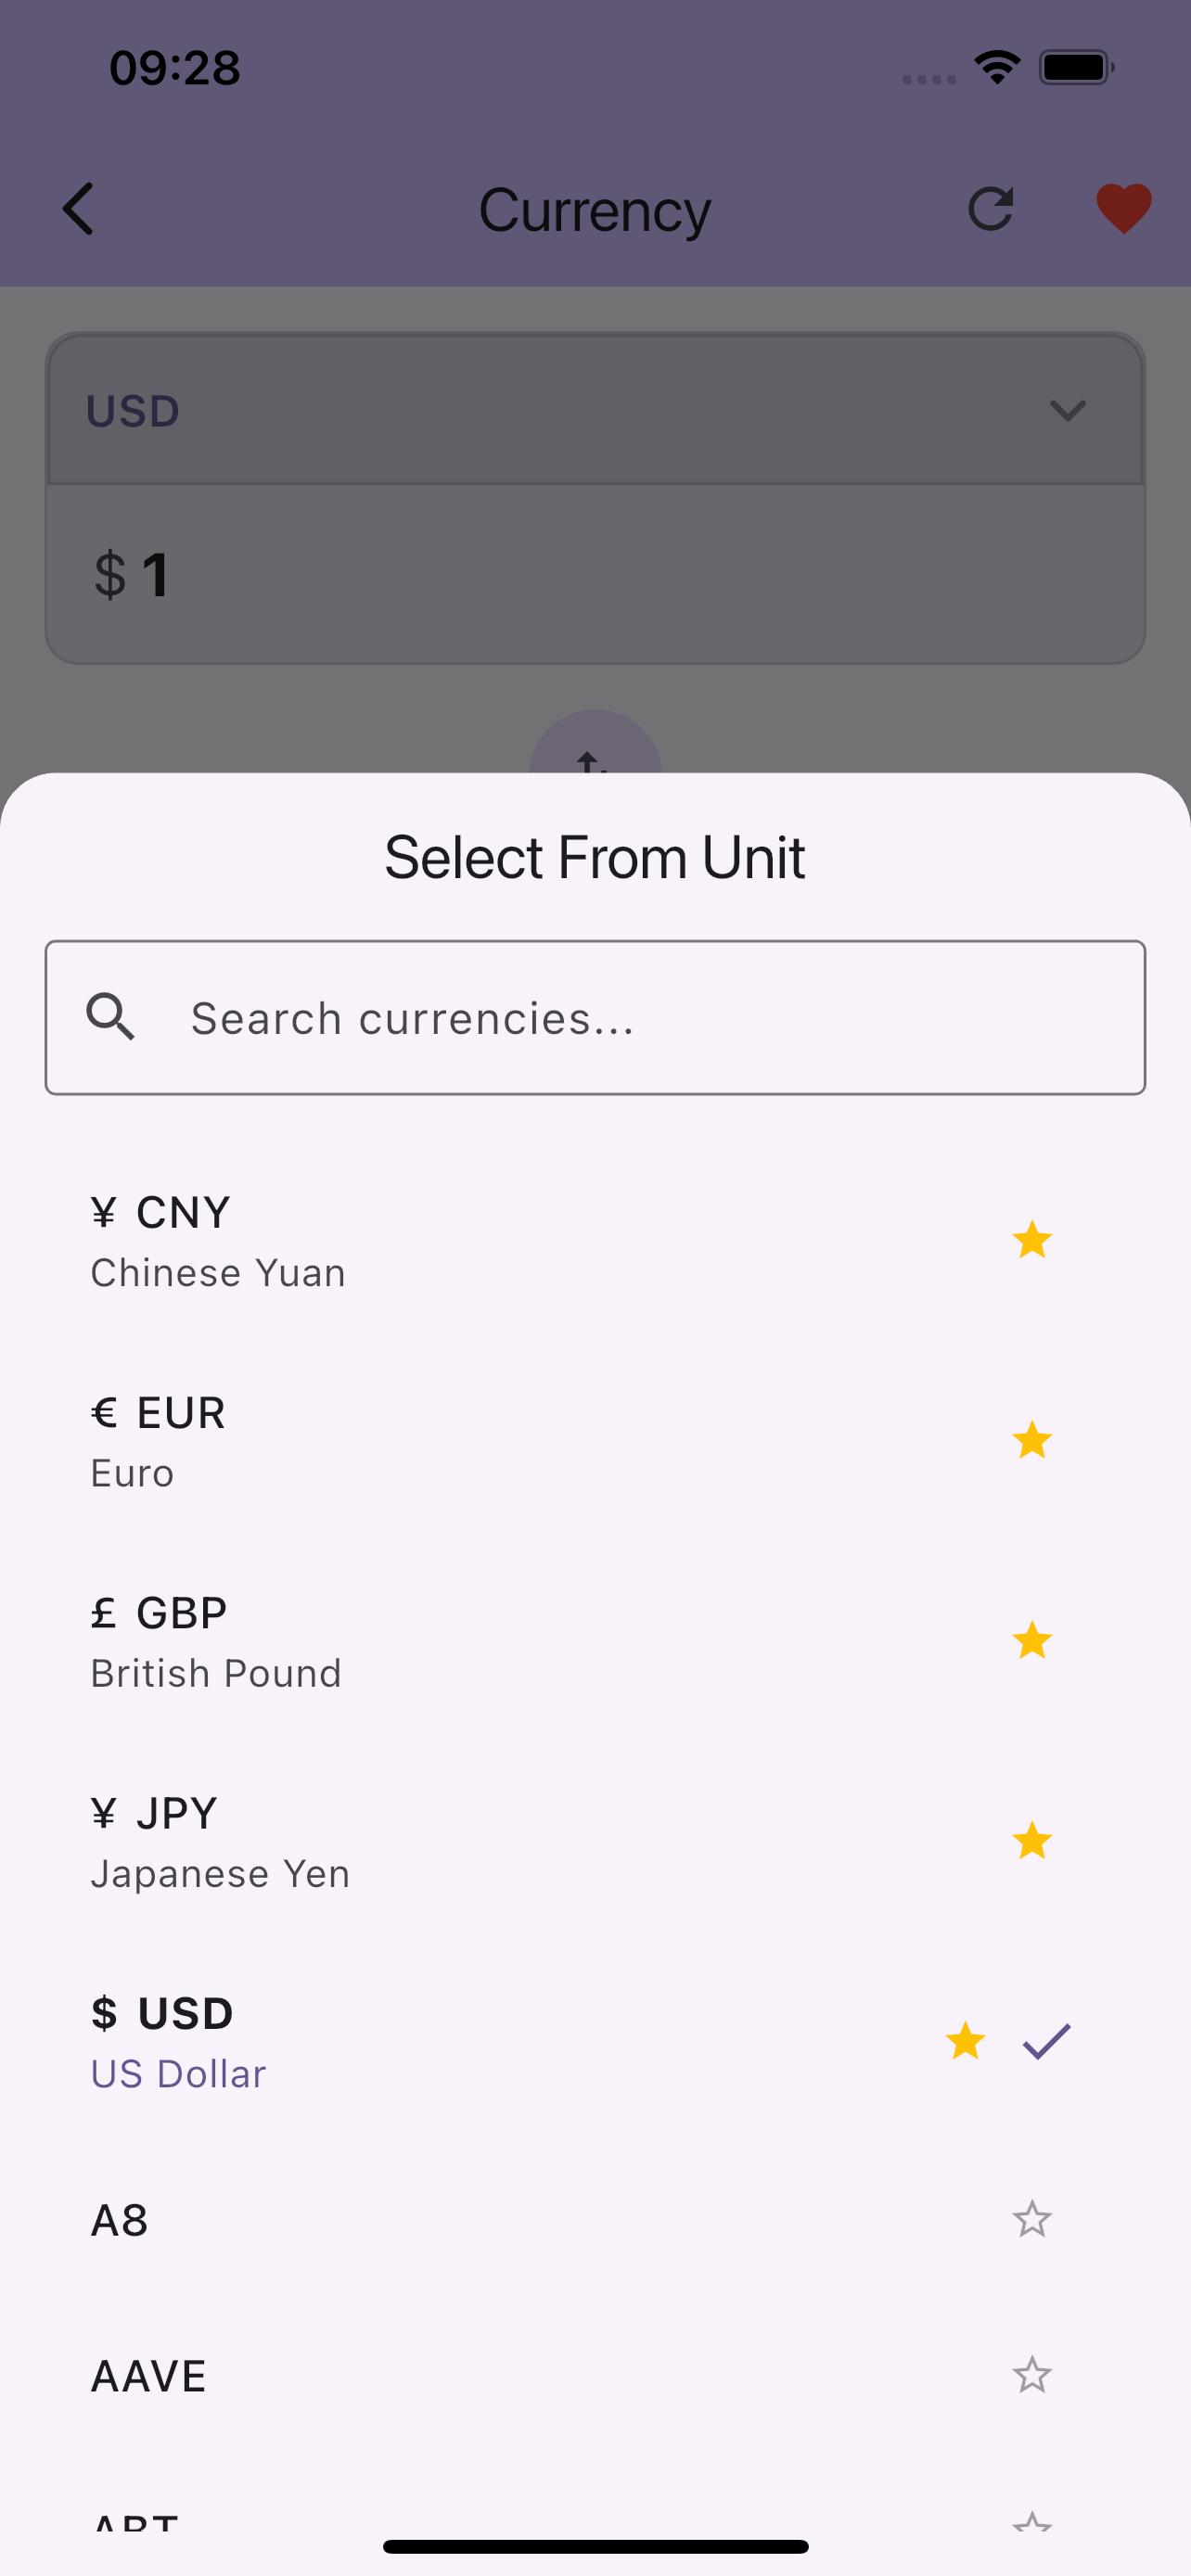 09:28
Currency
USD
$ 1
Select From Unit
Search currencies...
¥ CNY
Chinese Yuan
€ EUR
Euro
£ GBP
British Pound
¥ JPY
Japanese Yen
$ USD
US Dollar
A8
AAVE